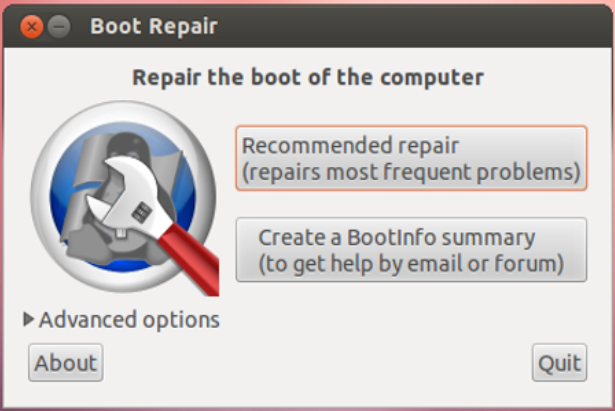 Boot Repair
Repair the boot of the computer
Recommended repair
(repairs most frequent problems)
Create a BootInfo summary
(to get help by email or forum)
Advanced options
About
Quit